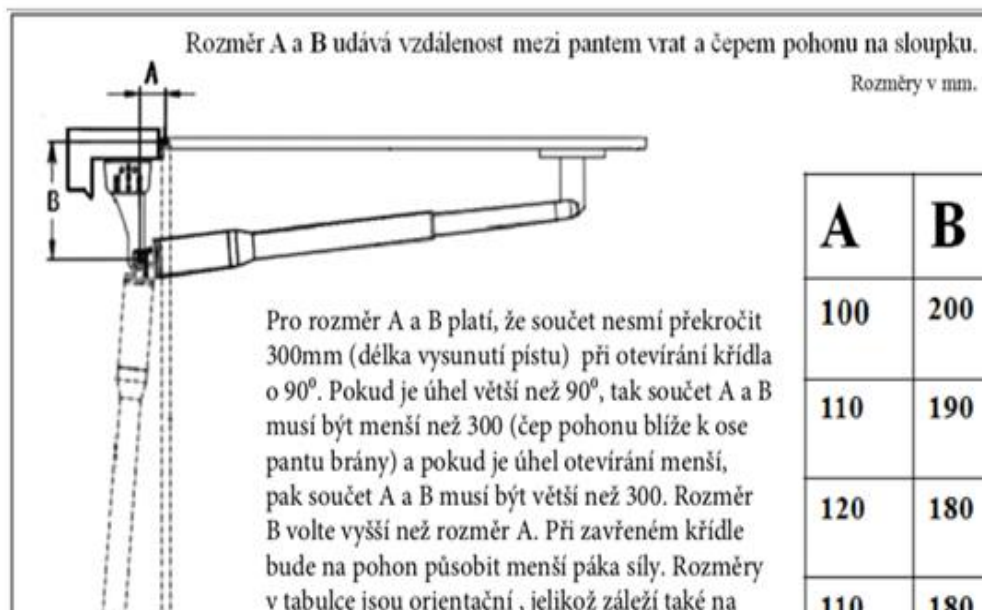 Rozměr A a B udává vzdálenost mezi pantem vrat a čepem pohonu na sloupku.
Rozměry v mm.
A
B
A B
100 200
110 190
120 180
110 180
Pro rozměr A a B platí, že součet nesmí překročit
300mm (délka vysunutí pístu) při otevírání křídla
o 90⁰. Pokud je úhel větší než 90⁰, tak součet A a B
musí být menší než 300 (čep pohonu blíže k ose
pantu brány) a pokud je úhel otevírání menší,
pak součet A a B musí být větší než 300. Rozměr
B volte vyšší než rozměr A. Při zavřeném křídle
bude na pohon působit menší páka síly. Rozměry
v tabulce jsou orientační , jelikož záleží také na